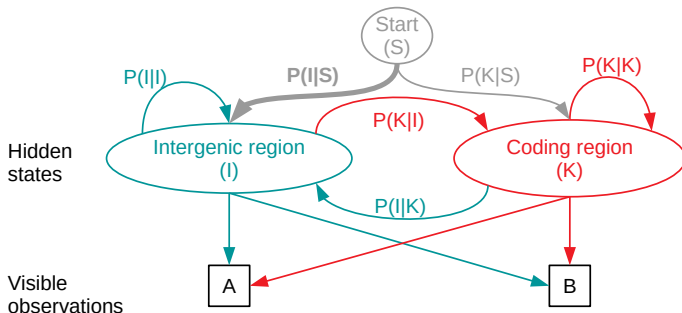 Start
(S)
P(I|S)
P(K|S)
P(I|I)
P(K|K)
P(K|I)
Hidden
states
Intergenic region
(I)
Coding region
(K)
P(I|K)
Visible
observations
A
B